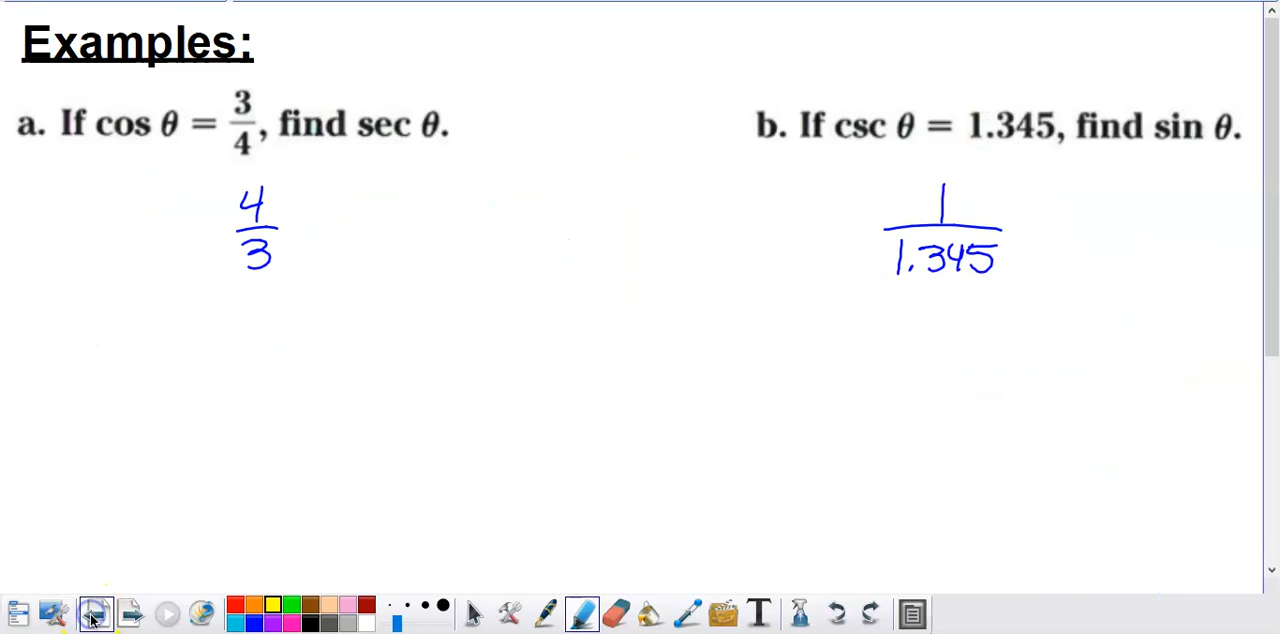 Examples:
a. If cos θ = 3/4, find sec θ.
4/3
b. If csc θ = 1.345, find sin θ.
1/1.345
T